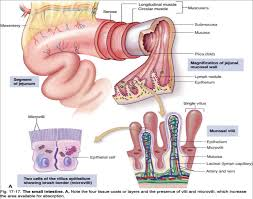 Longitudinal muscle
Circular muscle
Serosa
Muscularis
Submucosa
Mucosa
Plica (fold)
Magnification of jejunal
mucosal wall
Segment of
jejunum
Lymph nodule
Epithelium
Single villus
Microvilli
Mucosal villi
Epithelium
Microvilli
Mucosa
Epithelial cell
Lacteal (lymph capillary)
Artery and vein
Two cells of the villus epithelium
showing brush border (microvilli)
A
Fig. 17-17. The small intestine. A, Note the four tissue coats or layers and the presence of villi and microvilli, which increase
the area available for absorption.